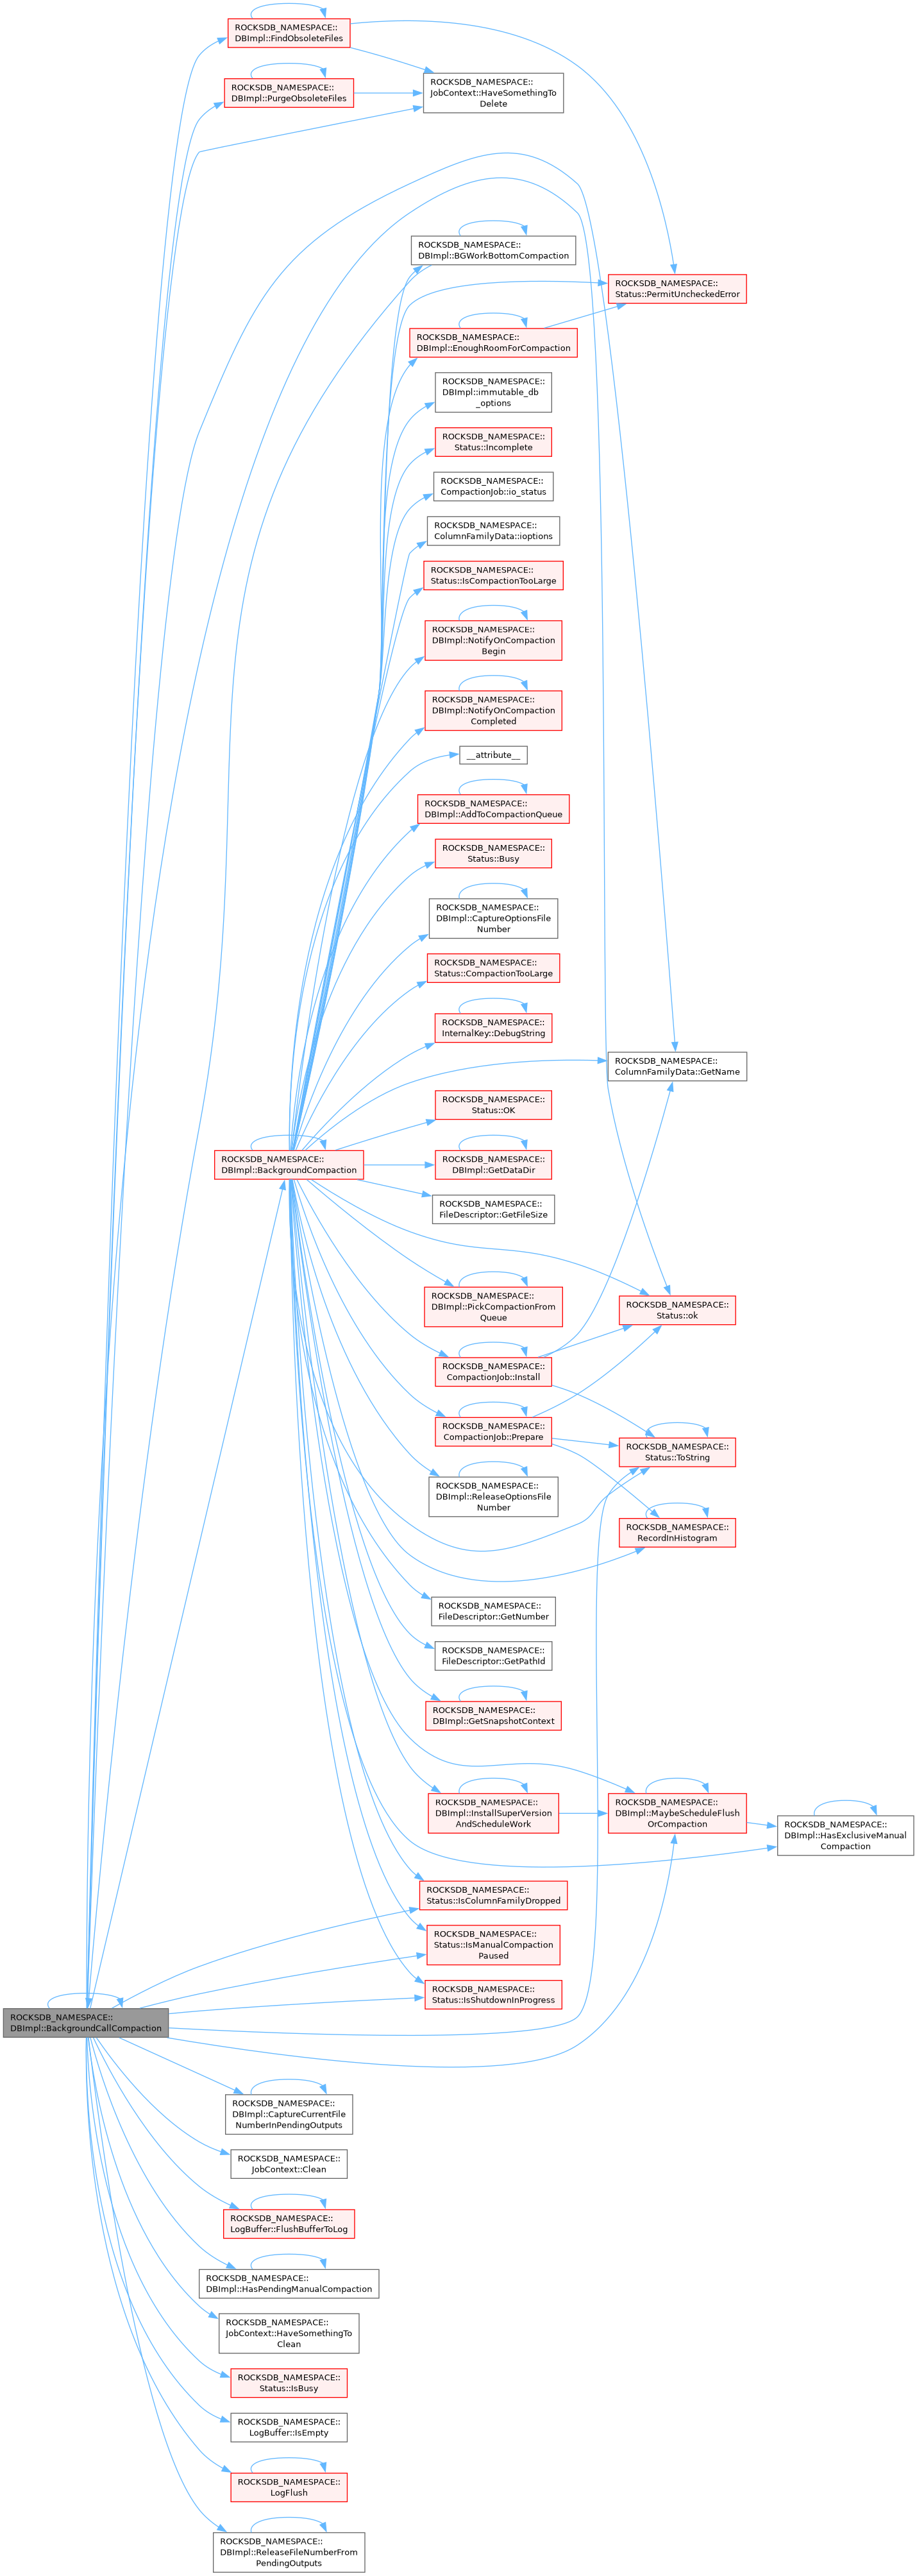 ROCKSDB_NAMESPACE::
DBImpl::FindObsoleteFiles
ROCKSDB_NAMESPACE::
JobContext::HaveSomethingTo
Delete
ROCKSDB_NAMESPACE::
DBImpl::PurgeObsoleteFiles
ROCKSDB_NAMESPACE::
DBImpl::BGWorkBottomCompaction
ROCKSDB_NAMESPACE::
Status::PermitUncheckedError
ROCKSDB_NAMESPACE::
DBImpl::EnoughRoomForCompaction
ROCKSDB_NAMESPACE::
DBImpl::immutable_db
_options
ROCKSDB_NAMESPACE::
Status::Incomplete
ROCKSDB_NAMESPACE::
CompactionJob::io_status
ROCKSDB_NAMESPACE::
ColumnFamilyData::ioptions
ROCKSDB_NAMESPACE::
Status::IsCompactionTooLarge
ROCKSDB_NAMESPACE::
DBImpl::NotifyOnCompaction
Begin
ROCKSDB_NAMESPACE::
DBImpl::NotifyOnCompaction
Completed
__attribute__
ROCKSDB_NAMESPACE::
DBImpl::AddToCompactionQueue
ROCKSDB_NAMESPACE::
Status::Busy
ROCKSDB_NAMESPACE::
DBImpl::CaptureOptionsFile
Number
ROCKSDB_NAMESPACE::
Status::CompactionTooLarge
ROCKSDB_NAMESPACE::
InternalKey::DebugString
ROCKSDB_NAMESPACE::
ColumnFamilyData::GetName
ROCKSDB_NAMESPACE::
Status::OK
ROCKSDB_NAMESPACE::
DBImpl::BackgroundCompaction
ROCKSDB_NAMESPACE::
DBImpl::GetDataDir
ROCKSDB_NAMESPACE::
FileDescriptor::GetFileSize
ROCKSDB_NAMESPACE::
DBImpl::PickCompactionFrom
Queue
ROCKSDB_NAMESPACE::
Status::ok
ROCKSDB_NAMESPACE::
CompactionJob::Install
ROCKSDB_NAMESPACE::
CompactionJob::Prepare
ROCKSDB_NAMESPACE::
Status::ToString
ROCKSDB_NAMESPACE::
DBImpl::ReleaseOptionsFile
Number
ROCKSDB_NAMESPACE::
RecordInHistogram
ROCKSDB_NAMESPACE::
FileDescriptor::GetNumber
ROCKSDB_NAMESPACE::
FileDescriptor::GetPathId
ROCKSDB_NAMESPACE::
DBImpl::GetSnapshotContext
ROCKSDB_NAMESPACE::
DBImpl::InstallSuperVersion
AndScheduleWork
ROCKSDB_NAMESPACE::
DBImpl::MaybeScheduleFlush
OrCompaction
ROCKSDB_NAMESPACE::
DBImpl::HasExclusiveManual
Compaction
ROCKSDB_NAMESPACE::
Status::IsColumnFamilyDropped
ROCKSDB_NAMESPACE::
Status::IsManualCompaction
Paused
ROCKSDB_NAMESPACE::
Status::IsShutdownInProgress
ROCKSDB_NAMESPACE::
DBImpl::BackgroundCallCompaction
ROCKSDB_NAMESPACE::
DBImpl::CaptureCurrentFile
NumberInPendingOutputs
ROCKSDB_NAMESPACE::
JobContext::Clean
ROCKSDB_NAMESPACE::
LogBuffer::FlushBufferToLog
ROCKSDB_NAMESPACE::
DBImpl::HasPendingManualCompaction
ROCKSDB_NAMESPACE::
JobContext::HaveSomethingTo
Clean
ROCKSDB_NAMESPACE::
Status::IsBusy
ROCKSDB_NAMESPACE::
LogBuffer::IsEmpty
ROCKSDB_NAMESPACE::
LogFlush
ROCKSDB_NAMESPACE::
DBImpl::ReleaseFileNumberFrom
PendingOutputs